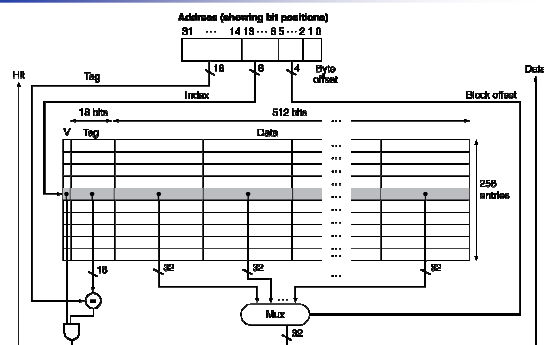 Address (showing bit positions)
31 ··· 14 13 ··· 6 5 ··· 2 1 0
18 8 4 Byte offset
Hit Tag Data
Index Block offset
18 bits 512 bits ...
V Tag Data
...
256 entries
...
16 32 32 ... 32
=
...
Mux
32